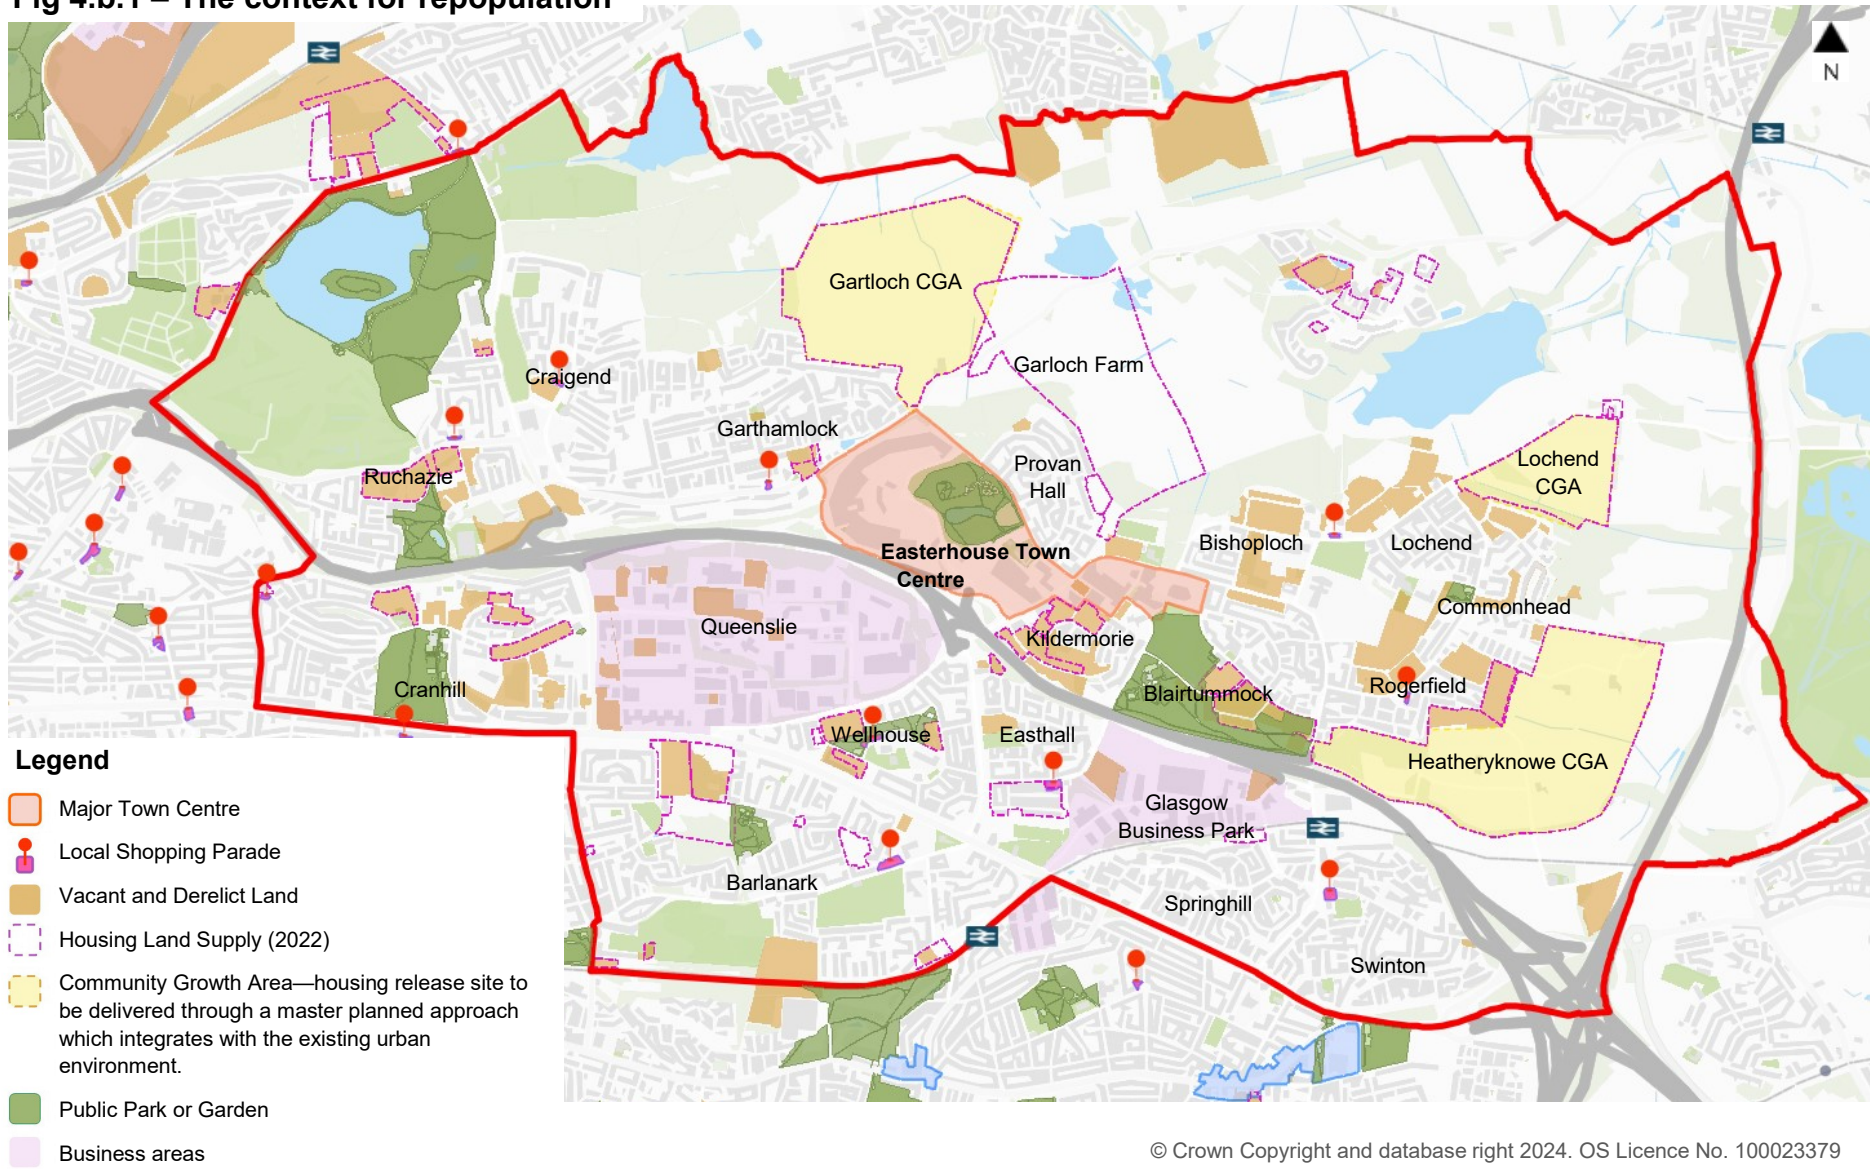 Fig 4.b.1 – The context for repopulation
N
Gartloch CGA
Garloch Farm
Craigend
Garthamlock
Ruchazie
Provan
Hall
Lochend
CGA
Easterhouse Town
Centre
Bishoploch
Lochend
Commonhead
Queenslie
Kildermorie
Cranhill
Blairtummock
Rogerfield
Wellhouse
Easthall
Heatheryknowe CGA
Glasgow
Business Park
Barlanark
Springhill
Swinton
Legend
Major Town Centre
Local Shopping Parade
Vacant and Derelict Land
Housing Land Supply (2022)
Community Growth Area—housing release site to
be delivered through a master planned approach
which integrates with the existing urban
environment.
Public Park or Garden
Business areas
© Crown Copyright and database right 2024. OS Licence No. 100023379